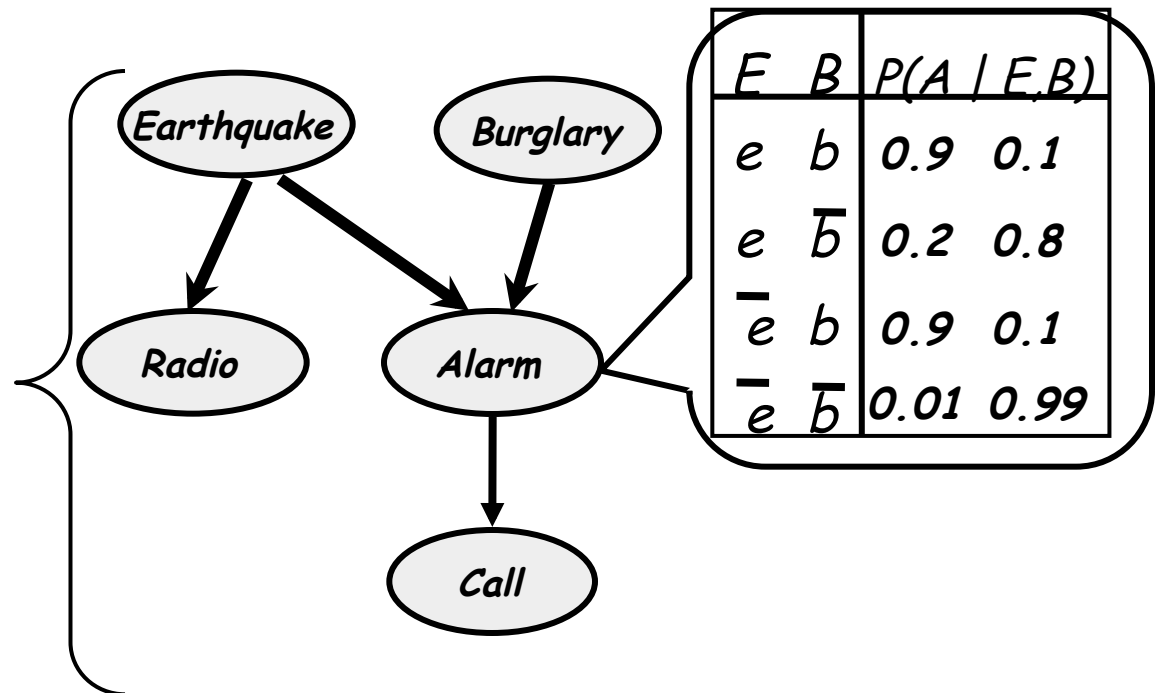 Earthquake
Burglary
Radio
Alarm
Call
E B P(A | E,B)
e b 0.9 0.1
e b̅ 0.2 0.8
e̅ b 0.9 0.1
e̅ b̅ 0.01 0.99